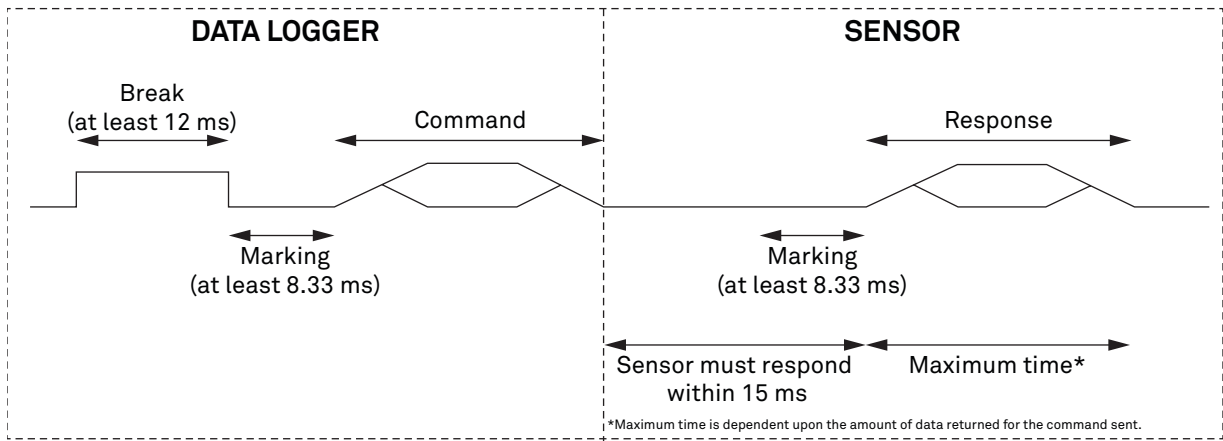 DATA LOGGER
SENSOR
Break
(at least 12 ms)
Command
Response
Marking
(at least 8.33 ms)
Marking
(at least 8.33 ms)
Sensor must respond
within 15 ms
Maximum time*
*Maximum time is dependent upon the amount of data returned for the command sent.